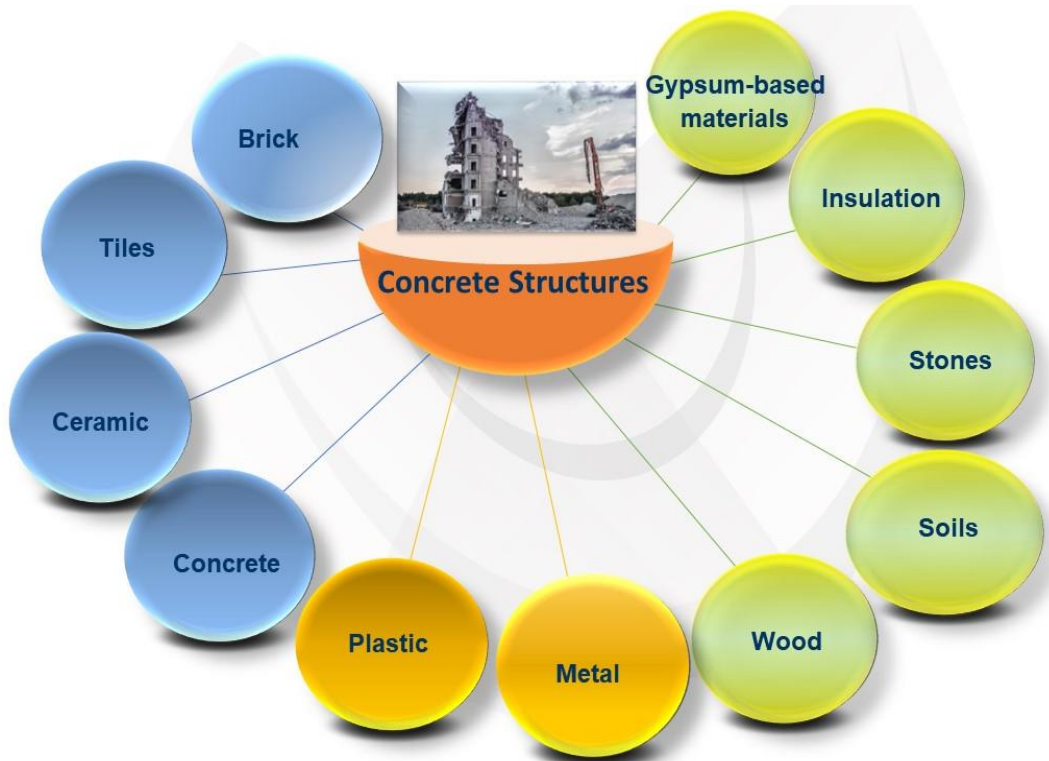 Concrete Structures
Brick
Tiles
Ceramic
Concrete
Plastic
Metal
Wood
Soils
Stones
Insulation
Gypsum-based
materials